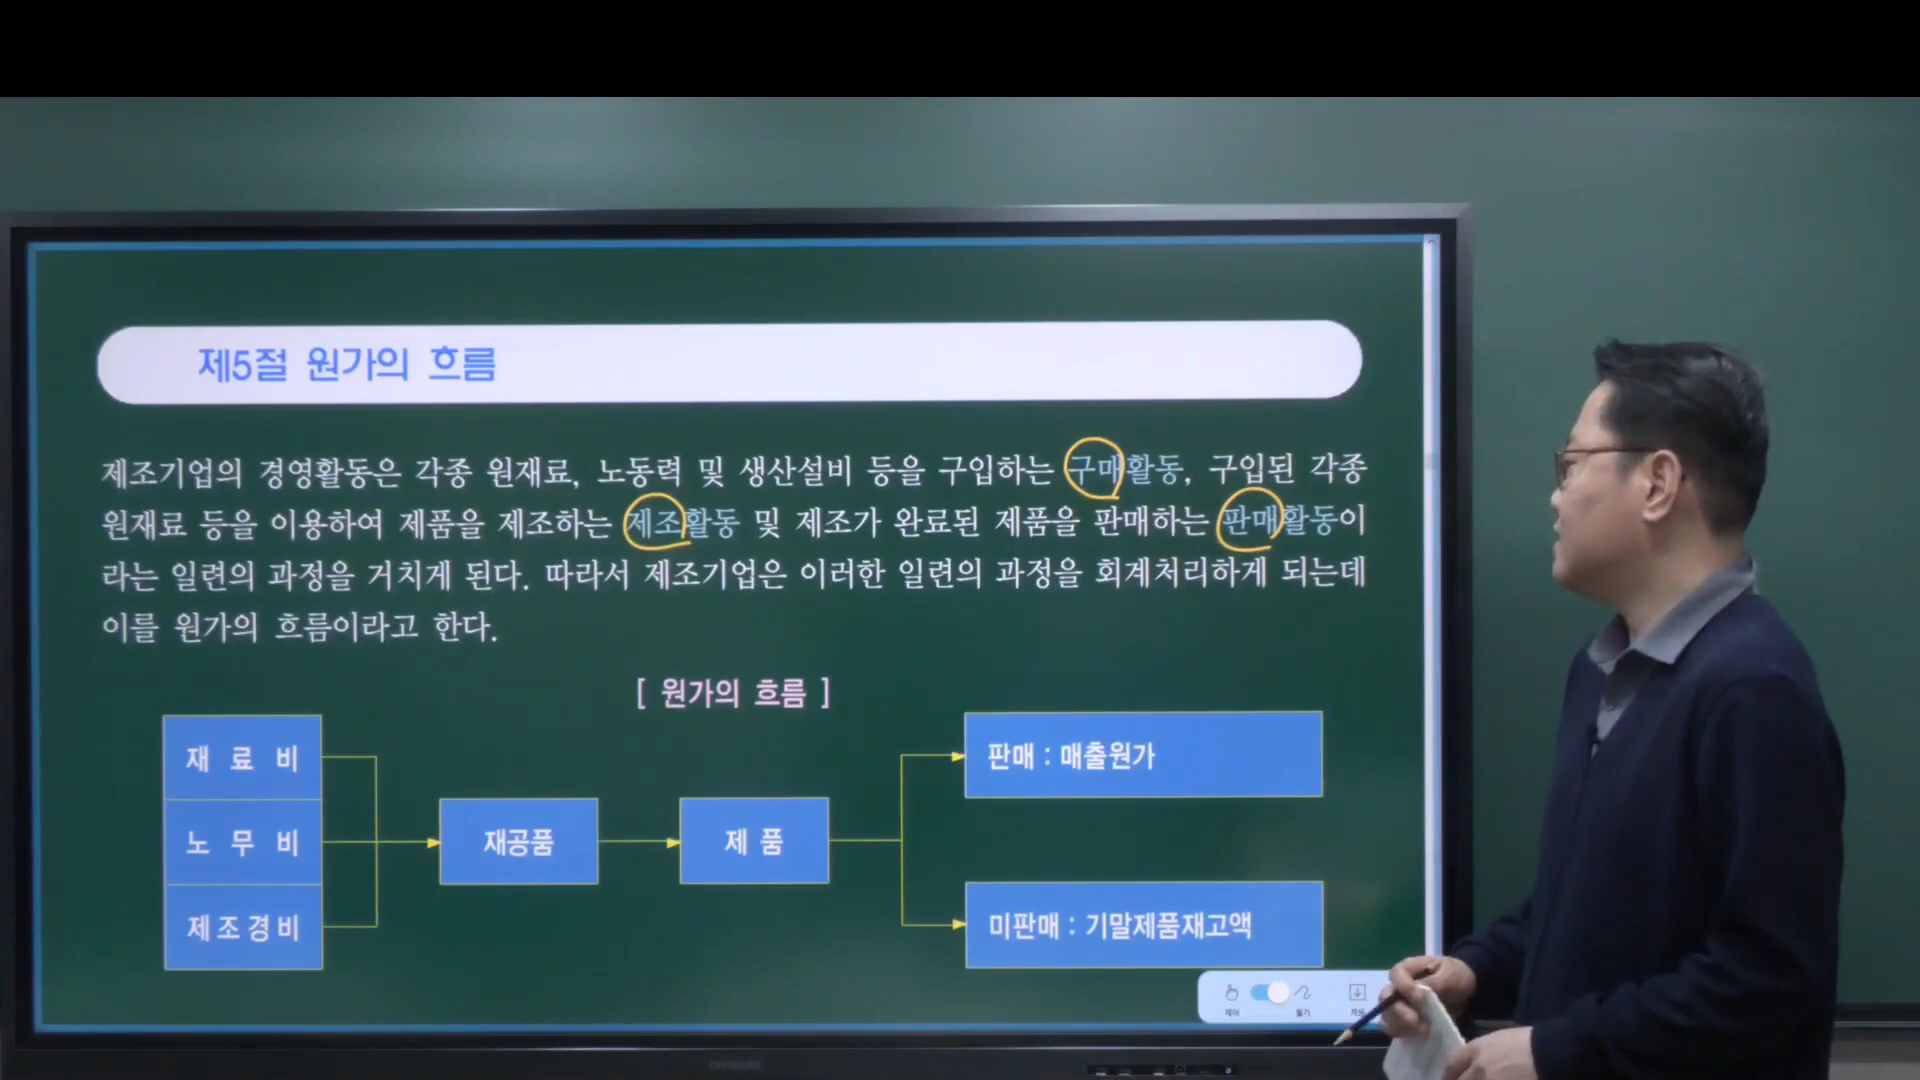 제5절 원가의 흐름
제조기업의 경영활동은 각종 원재료, 노동력 및 생산설비 등을 구입하는 구매활동, 구입된 각종
원재료 등을 이용하여 제품을 제조하는 제조활동 및 제조가 완료된 제품을 판매하는 판매활동이
라는 일련의 과정을 거치게 된다. 따라서 제조기업은 이러한 일련의 과정을 회계처리하게 되는데
이를 원가의 흐름이라고 한다.
[ 원가의 흐름 ]
재 료 비
노 무 비
제조경비
재공품
제 품
판매 : 매출원가
미판매 : 기말제품재고액
제어
필기